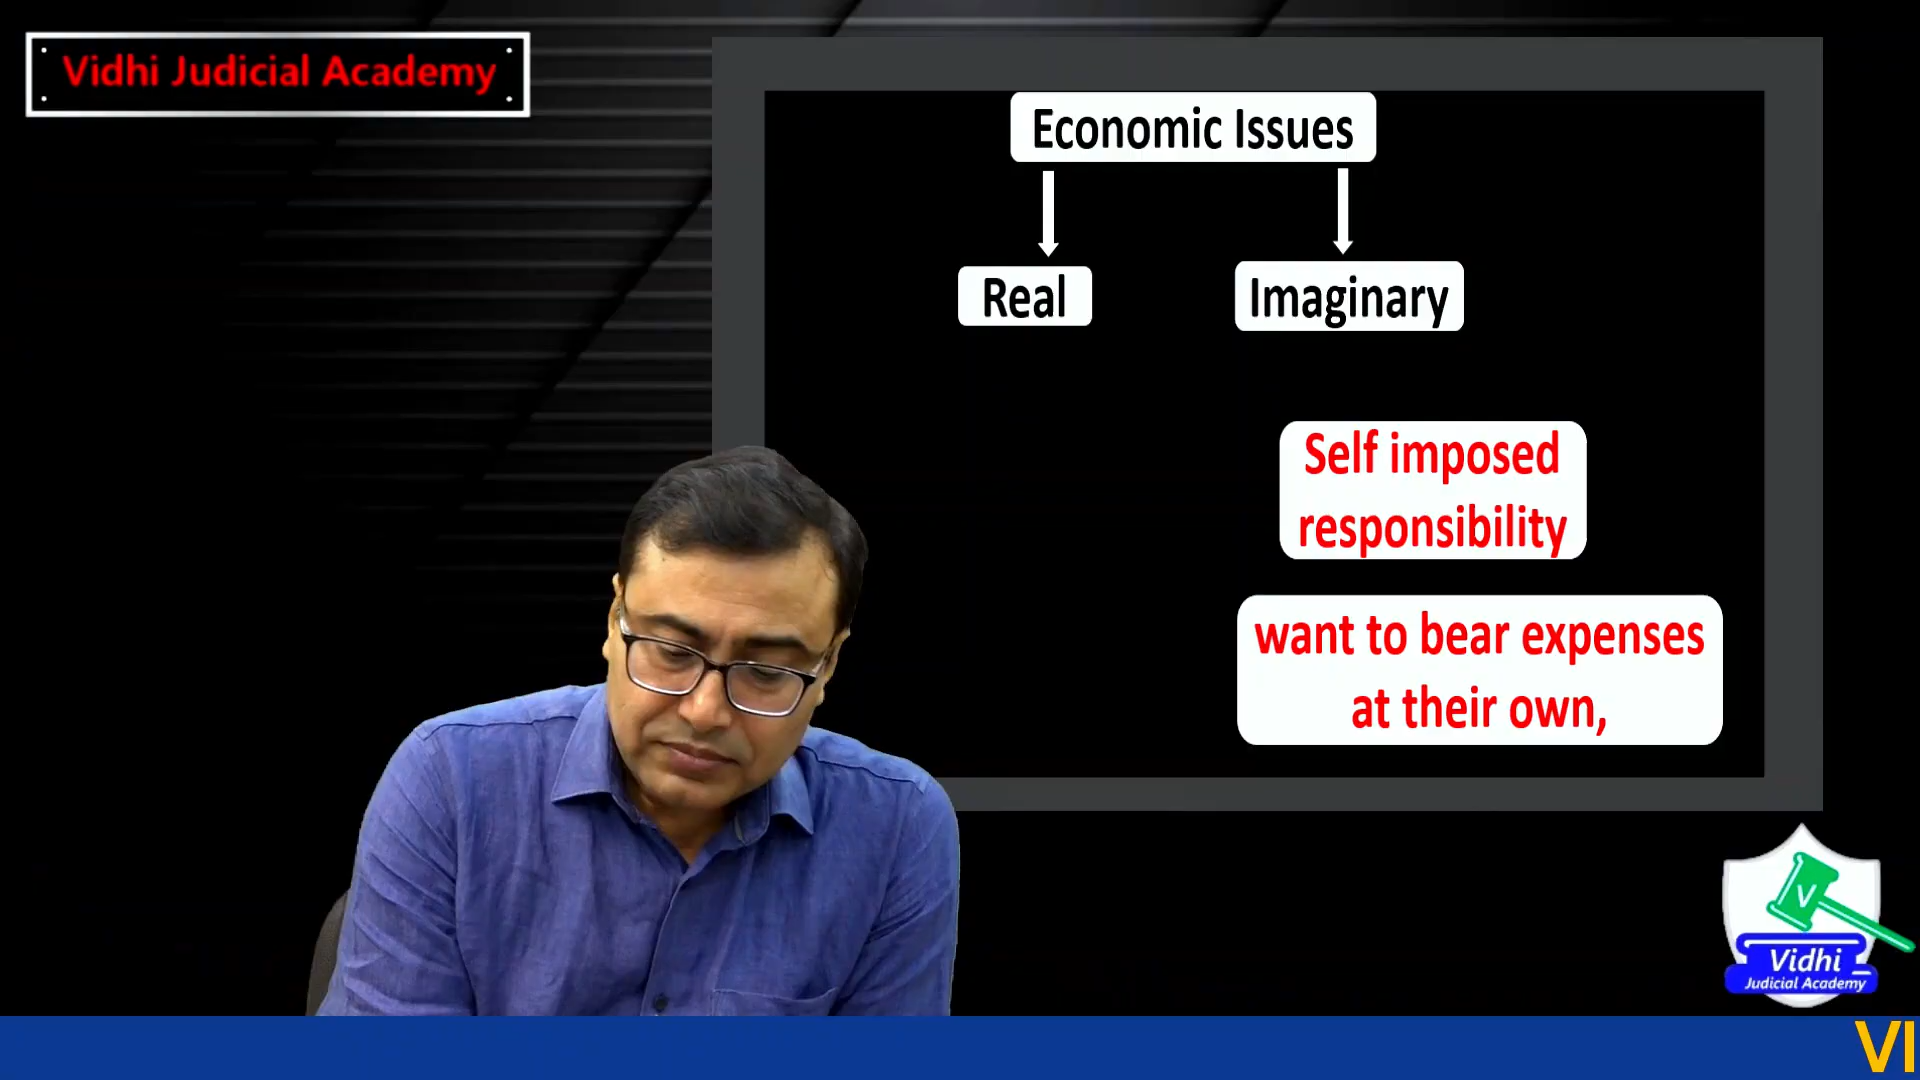 Vidhi Judicial Academy
Economic Issues
Real
Imaginary
Self imposed
responsibility
want to bear expenses
at their own,
V
Vidhi
Judicial Academy
VI